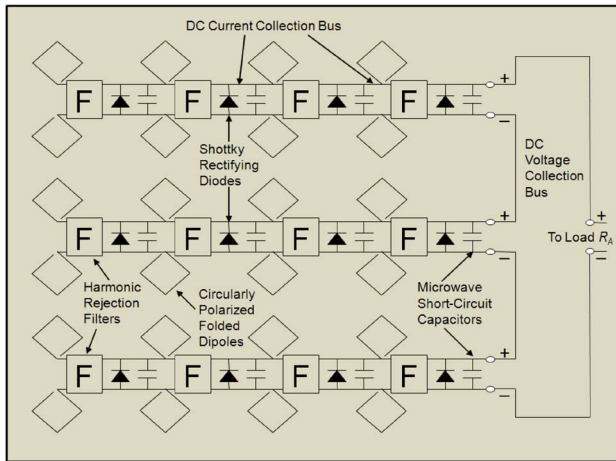 DC Current Collection Bus
F F F F
+
−
Shottky
Rectifying
Diodes
DC
Voltage
Collection
Bus
F F F F
+
−
+
To Load R_A
−
Harmonic
Rejection
Filters
Circularly
Polarized
Folded
Dipoles
Microwave
Short-Circuit
Capacitors
F F F F
+
−